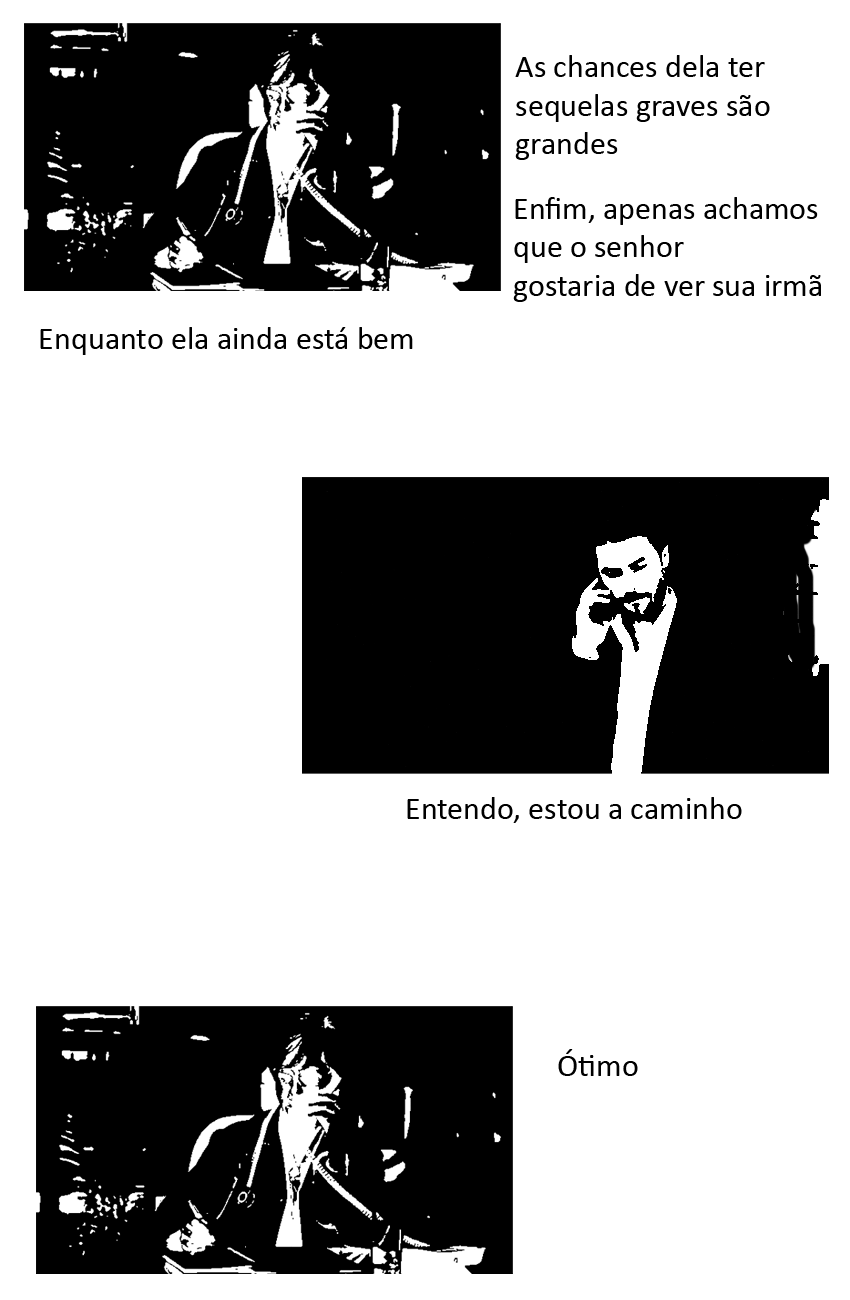 As chances dela ter
sequelas graves são
grandes
Enfim, apenas achamos
que o senhor
gostaria de ver sua irmã
Enquanto ela ainda está bem
Entendo, estou a caminho
Ótimo